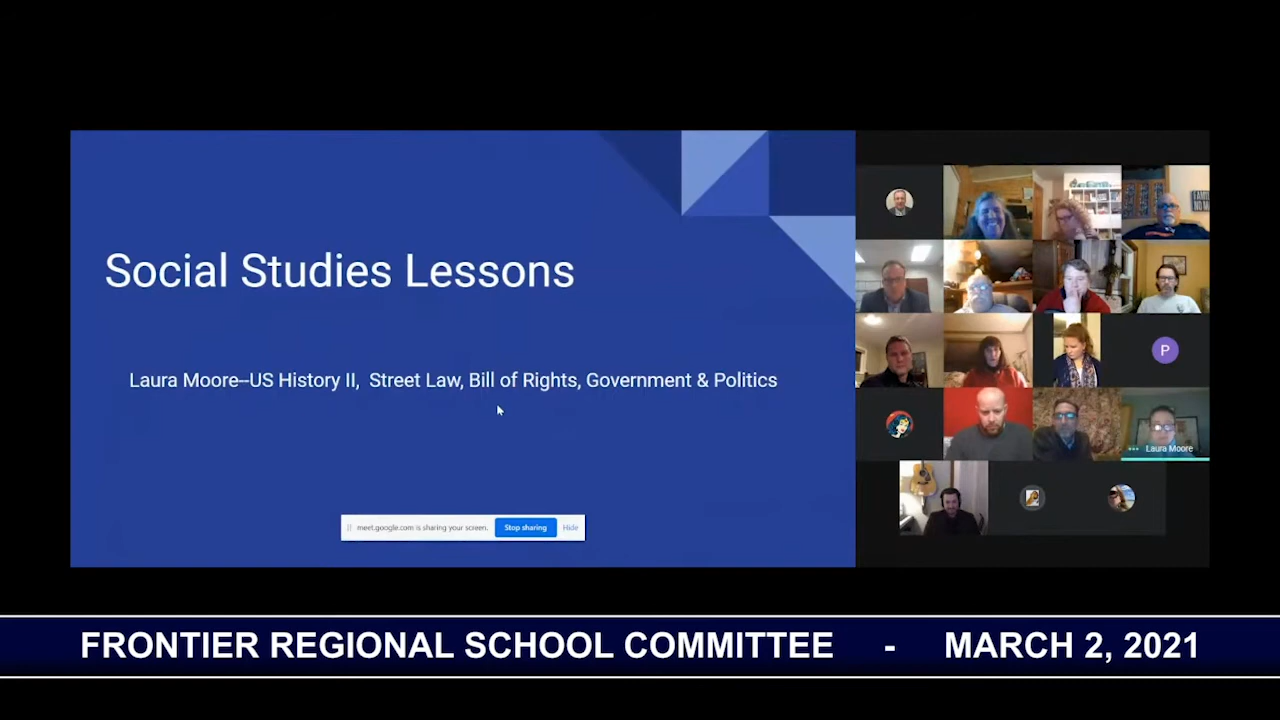 Social Studies Lessons
Laura Moore--US History II, Street Law, Bill of Rights, Government & Politics
meet.google.com is sharing your screen. Stop sharing Hide
P
Laura Moore
FRONTIER REGIONAL SCHOOL COMMITTEE - MARCH 2, 2021